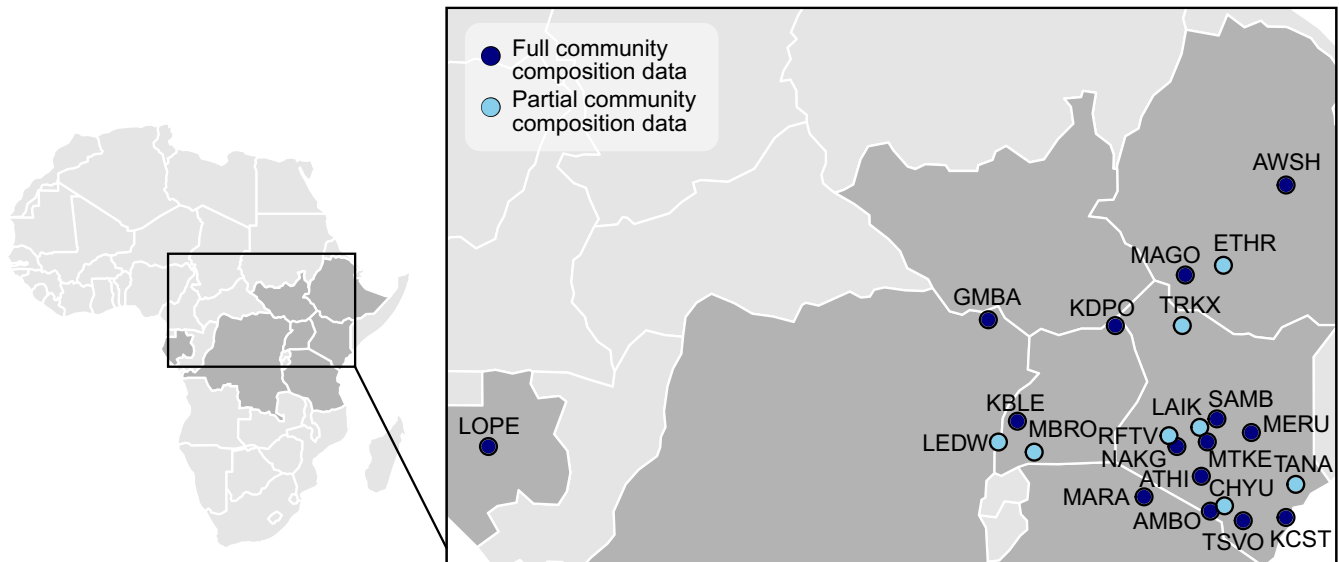 Full community
composition data
Partial community
composition data
AWSH
ETHR
MAGO
GMBA
KDPO
TRKX
KBLE
LOPE
LEDW
MBRO
LAIK
SAMB
RFTV
MERU
NAKG
MTKE
TANA
ATHI
CHYU
MARA
AMBO
TSVO
KCST